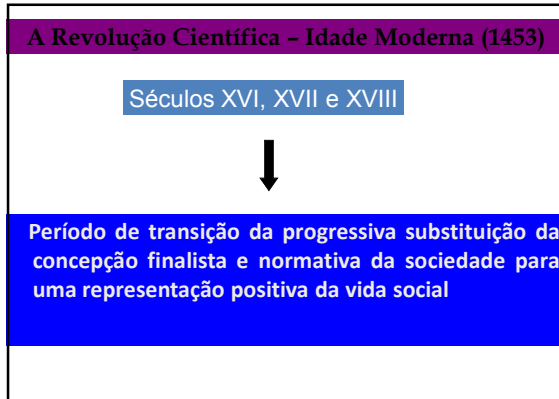 A Revolução Científica – Idade Moderna (1453)
Séculos XVI, XVII e XVIII
Período de transição da progressiva substituição da
concepção finalista e normativa da sociedade para
uma representação positiva da vida social